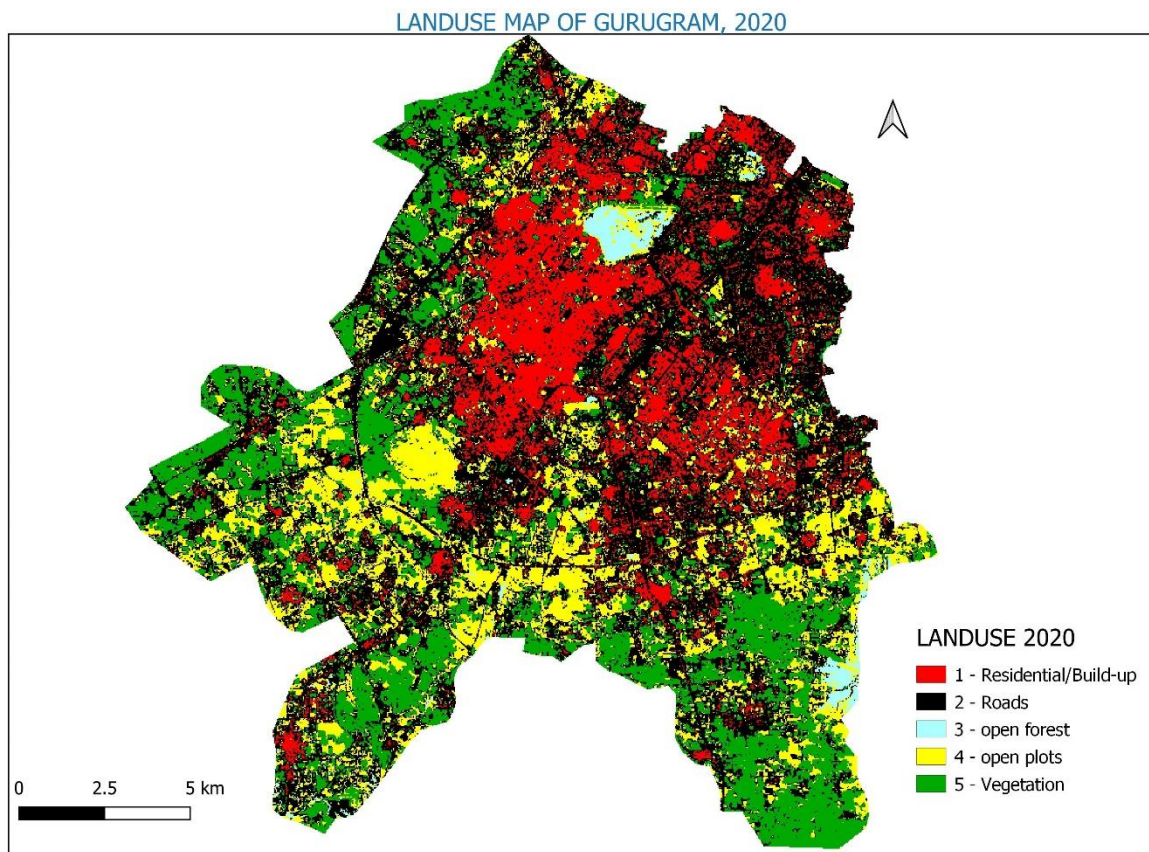 LANDUSE MAP OF GURUGRAM, 2020
LANDUSE 2020
1 - Residential/Build-up
2 - Roads
3 - open forest
4 - open plots
5 - Vegetation
0 2.5 5 km